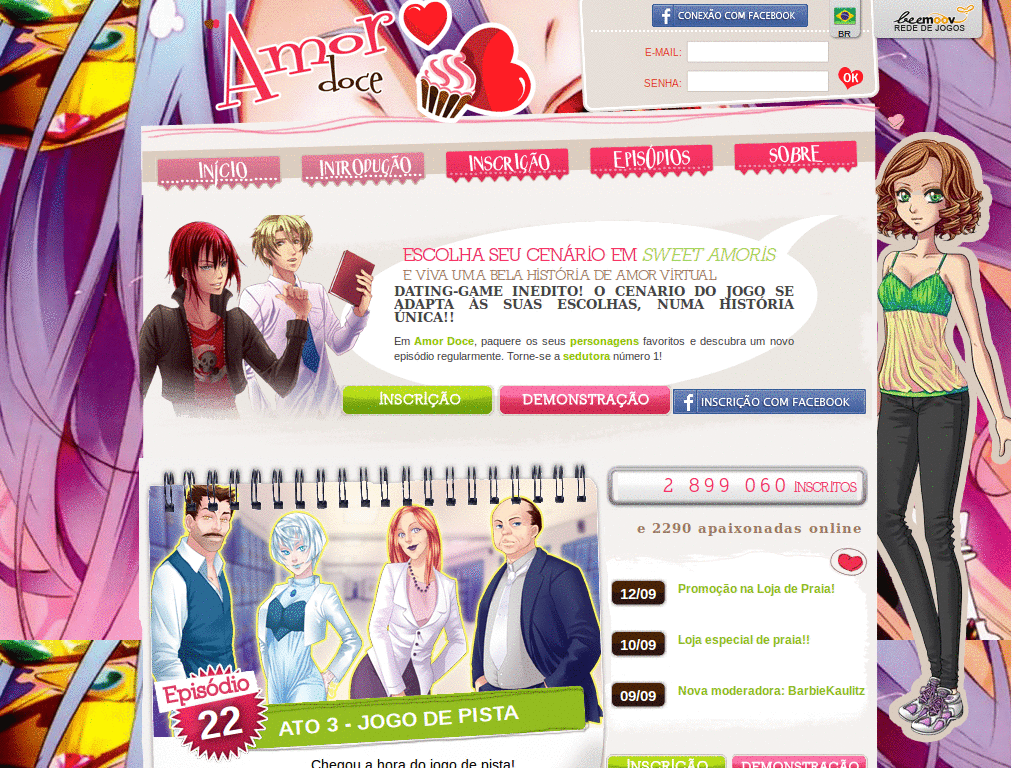 Amor doce
CONEXÃO COM FACEBOOK
BR
beemoov
REDE DE JOGOS
E-MAIL:
SENHA:
OK
INÍCIO
INTRODUÇÃO
INSCRIÇÃO
EPISÓDIOS
SOBRE
ESCOLHA SEU CENÁRIO EM SWEET AMORIS
E VIVA UMA BELA HISTÓRIA DE AMOR VIRTUAL
DATING-GAME INEDITO! O CENARIO DO JOGO SE
ADAPTA ÀS SUAS ESCOLHAS, NUMA HISTÓRIA
ÚNICA!!
Em Amor Doce, paquere os seus personagens favoritos e descubra um novo
episódio regularmente. Torne-se a sedutora número 1!
INSCRIÇÃO
DEMONSTRAÇÃO
INSCRIÇÃO COM FACEBOOK
2 899 060 INSCRITOS
e 2290 apaixonadas online
12/09 Promoção na Loja de Praia!
10/09 Loja especial de praia!!
09/09 Nova moderadora: BarbieKaulitz
Episódio
22
ATO 3 - JOGO DE PISTA
Chegou a hora do jogo de pista!
INSCRIÇÃO
DEMONSTRAÇÃO